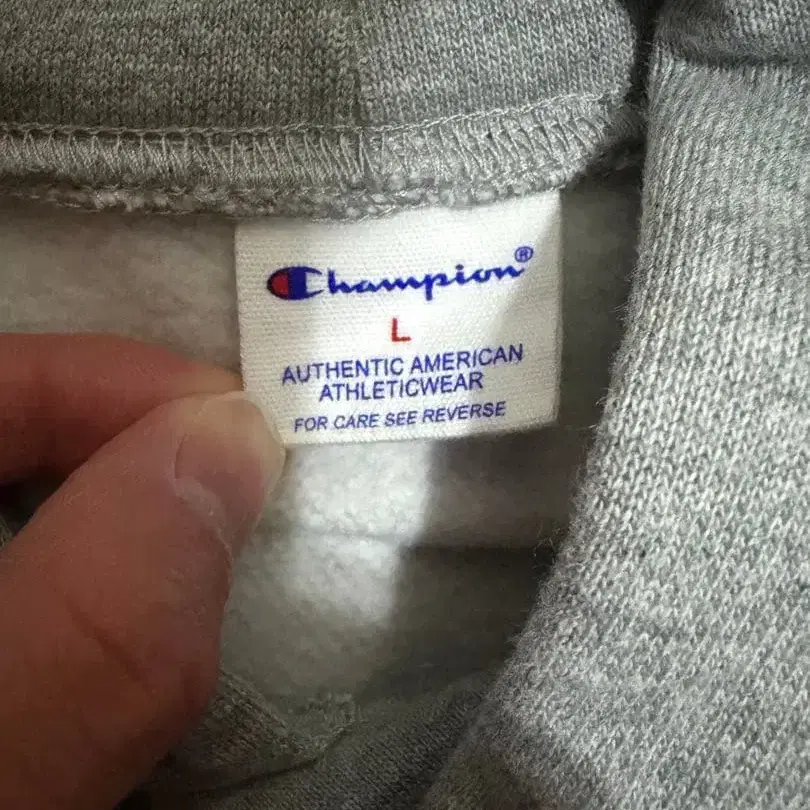 Champion®
L
AUTHENTIC AMERICAN
ATHLETICWEAR
FOR CARE SEE REVERSE